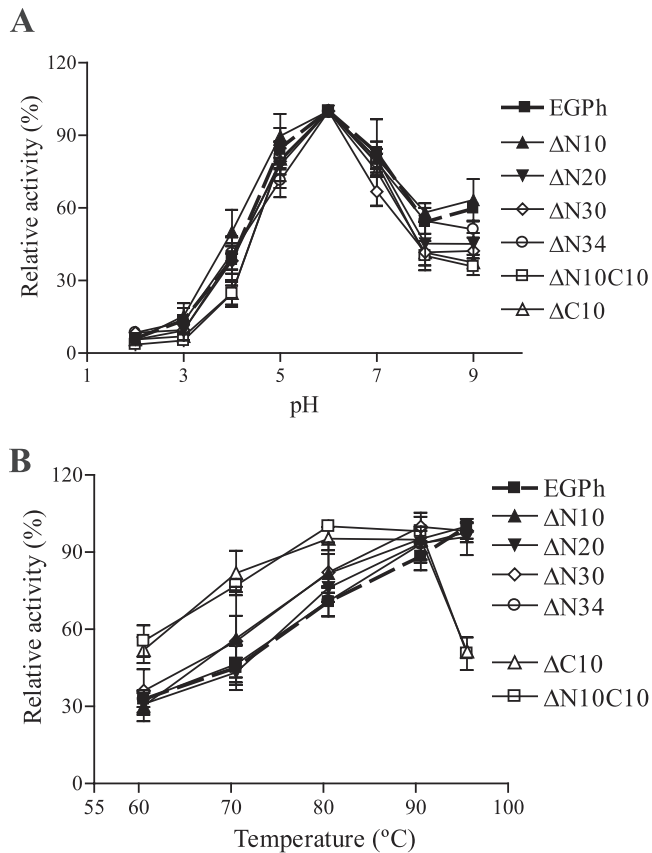 A
120
90
60
30
0
Relative activity (%)
1 3 5 7 9
pH
EGPh
ΔN10
ΔN20
ΔN30
ΔN34
ΔN10C10
ΔC10
B
120
90
60
30
0
Relative activity (%)
55 60 70 80 90 100
Temperature (ºC)
EGPh
ΔN10
ΔN20
ΔN30
ΔN34
ΔC10
ΔN10C10